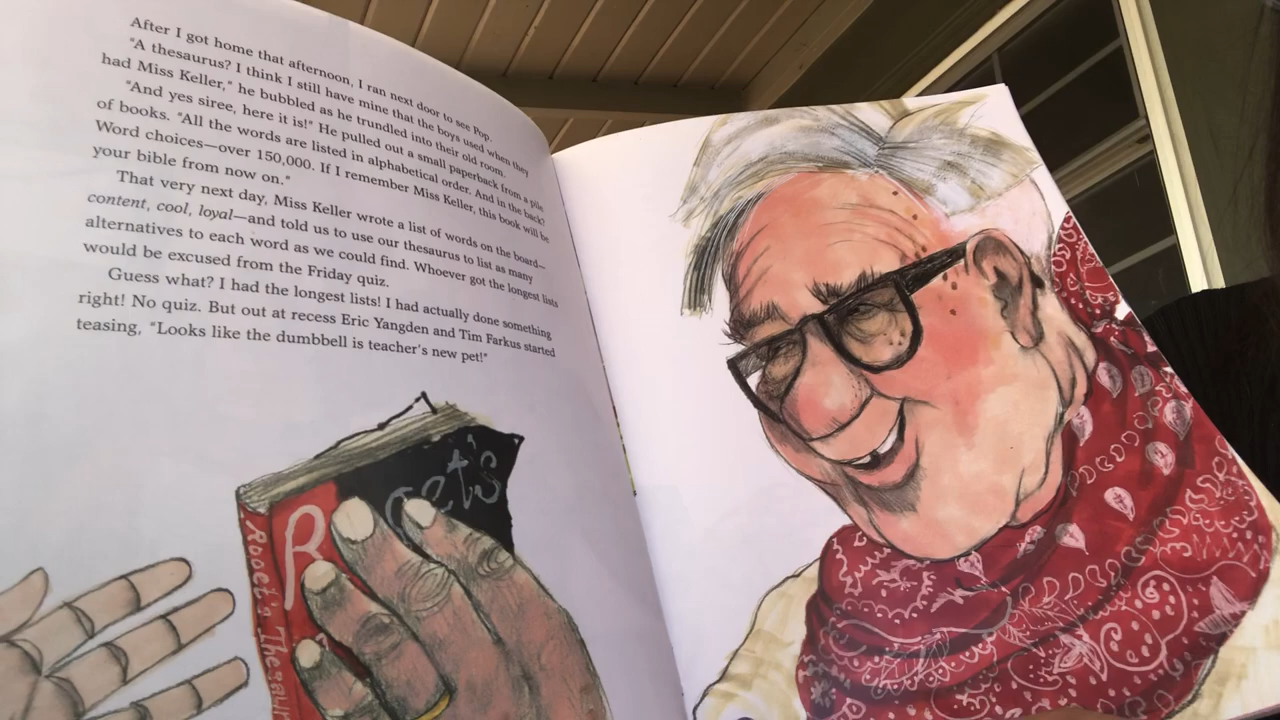 After I got home that afternoon, I ran next door to see Pop.
"A thesaurus? I think I still have mine that the boys used when they
had Miss Keller," he bubbled as he trundled into their old room.
"And yes siree, here it is!" He pulled out a small paperback from a pile
of books. "All the words are listed in alphabetical order. And in the back?
Word choices—over 150,000. If I remember Miss Keller, this book will be
your bible from now on."
That very next day, Miss Keller wrote a list of words on the board—
content, cool, loyal—and told us to use our thesaurus to list as many
alternatives to each word as we could find. Whoever got the longest lists
would be excused from the Friday quiz.
Guess what? I had the longest lists! I had actually done something
right! No quiz. But out at recess Eric Yangden and Tim Farkus started
teasing, "Looks like the dumbbell is teacher's new pet!"
R get's
Roget's Thesaur